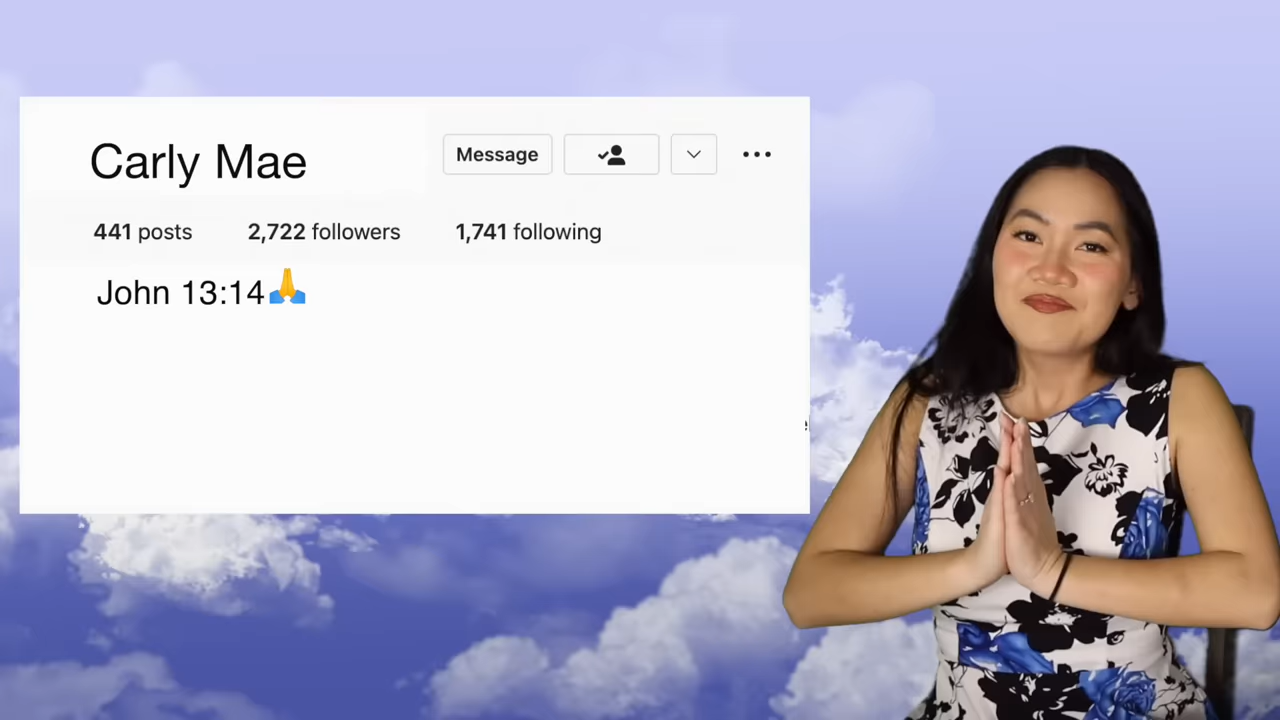 Carly Mae
Message
441 posts 2,722 followers 1,741 following
John 13:14🙏